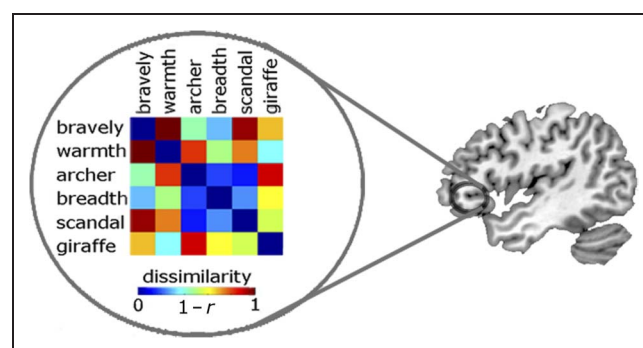 bravely
warmth
archer
breadth
scandal
giraffe
bravely
warmth
archer
breadth
scandal
giraffe
dissimilarity
0 1 − r 1